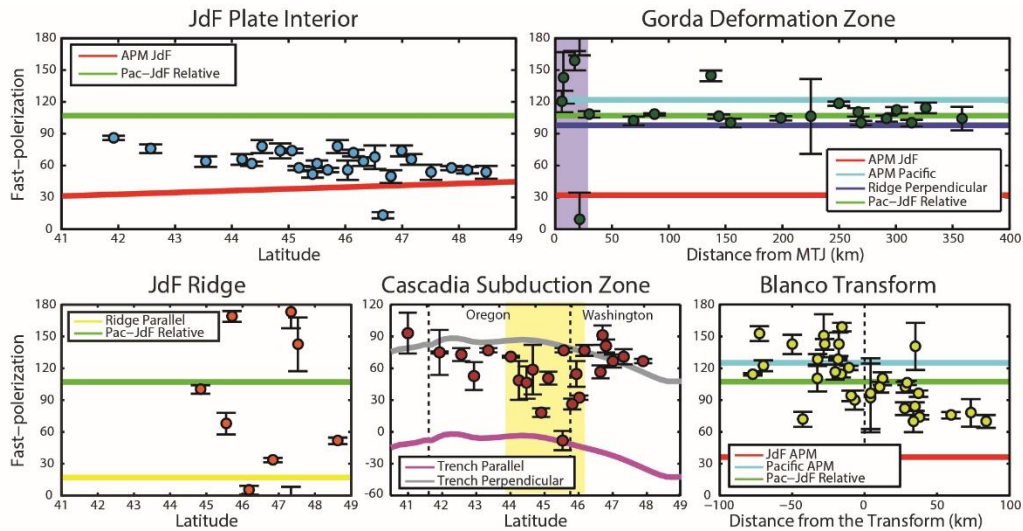 JdF Plate Interior
Fast-polerization
180
150
120
90
60
30
0
APM JdF
Pac-JdF Relative
41 42 43 44 45 46 47 48 49
Latitude
Gorda Deformation Zone
Fast-polerization
180
150
120
90
60
30
0
APM JdF
APM Pacific
Ridge Perpendicular
Pac-JdF Relative
0 50 100 150 200 250 300 350 400
Distance from MTJ (km)
JdF Ridge
Fast-polerization
180
150
120
90
60
30
0
Ridge Parallel
Pac-JdF Relative
41 42 43 44 45 46 47 48 49
Latitude
Cascadia Subduction Zone
120
90
60
30
0
-30
-60
Oregon
Washington
Trench Parallel
Trench Perpendicular
41 42 43 44 45 46 47 48 49
Latitude
Blanco Transform
180
150
120
90
60
30
0
JdF APM
Pacific APM
Pac-JdF Relative
-100 -50 0 50 100
Distance from the Transform (km)